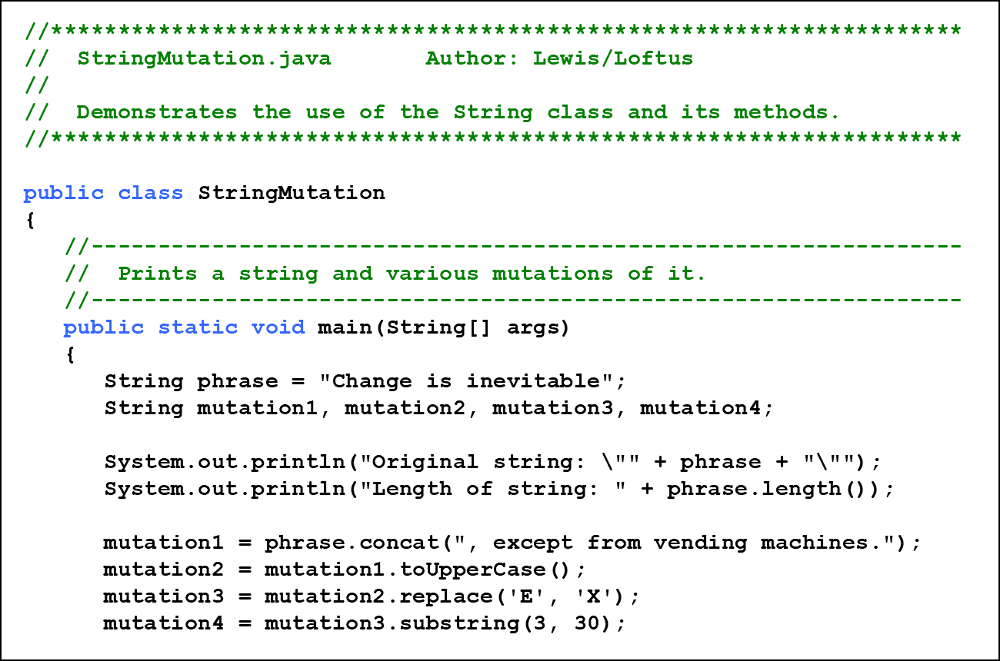 //********************************************************************
//  StringMutation.java       Author: Lewis/Loftus
//
//  Demonstrates the use of the String class and its methods.
//********************************************************************
public class StringMutation
{
   //-----------------------------------------------------------------
   //  Prints a string and various mutations of it.
   //-----------------------------------------------------------------
   public static void main(String[] args)
   {
      String phrase = "Change is inevitable";
      String mutation1, mutation2, mutation3, mutation4;
      System.out.println("Original string: \"" + phrase + "\"");
      System.out.println("Length of string: " + phrase.length());
      mutation1 = phrase.concat(", except from vending machines.");
      mutation2 = mutation1.toUpperCase();
      mutation3 = mutation2.replace('E', 'X');
      mutation4 = mutation3.substring(3, 30);